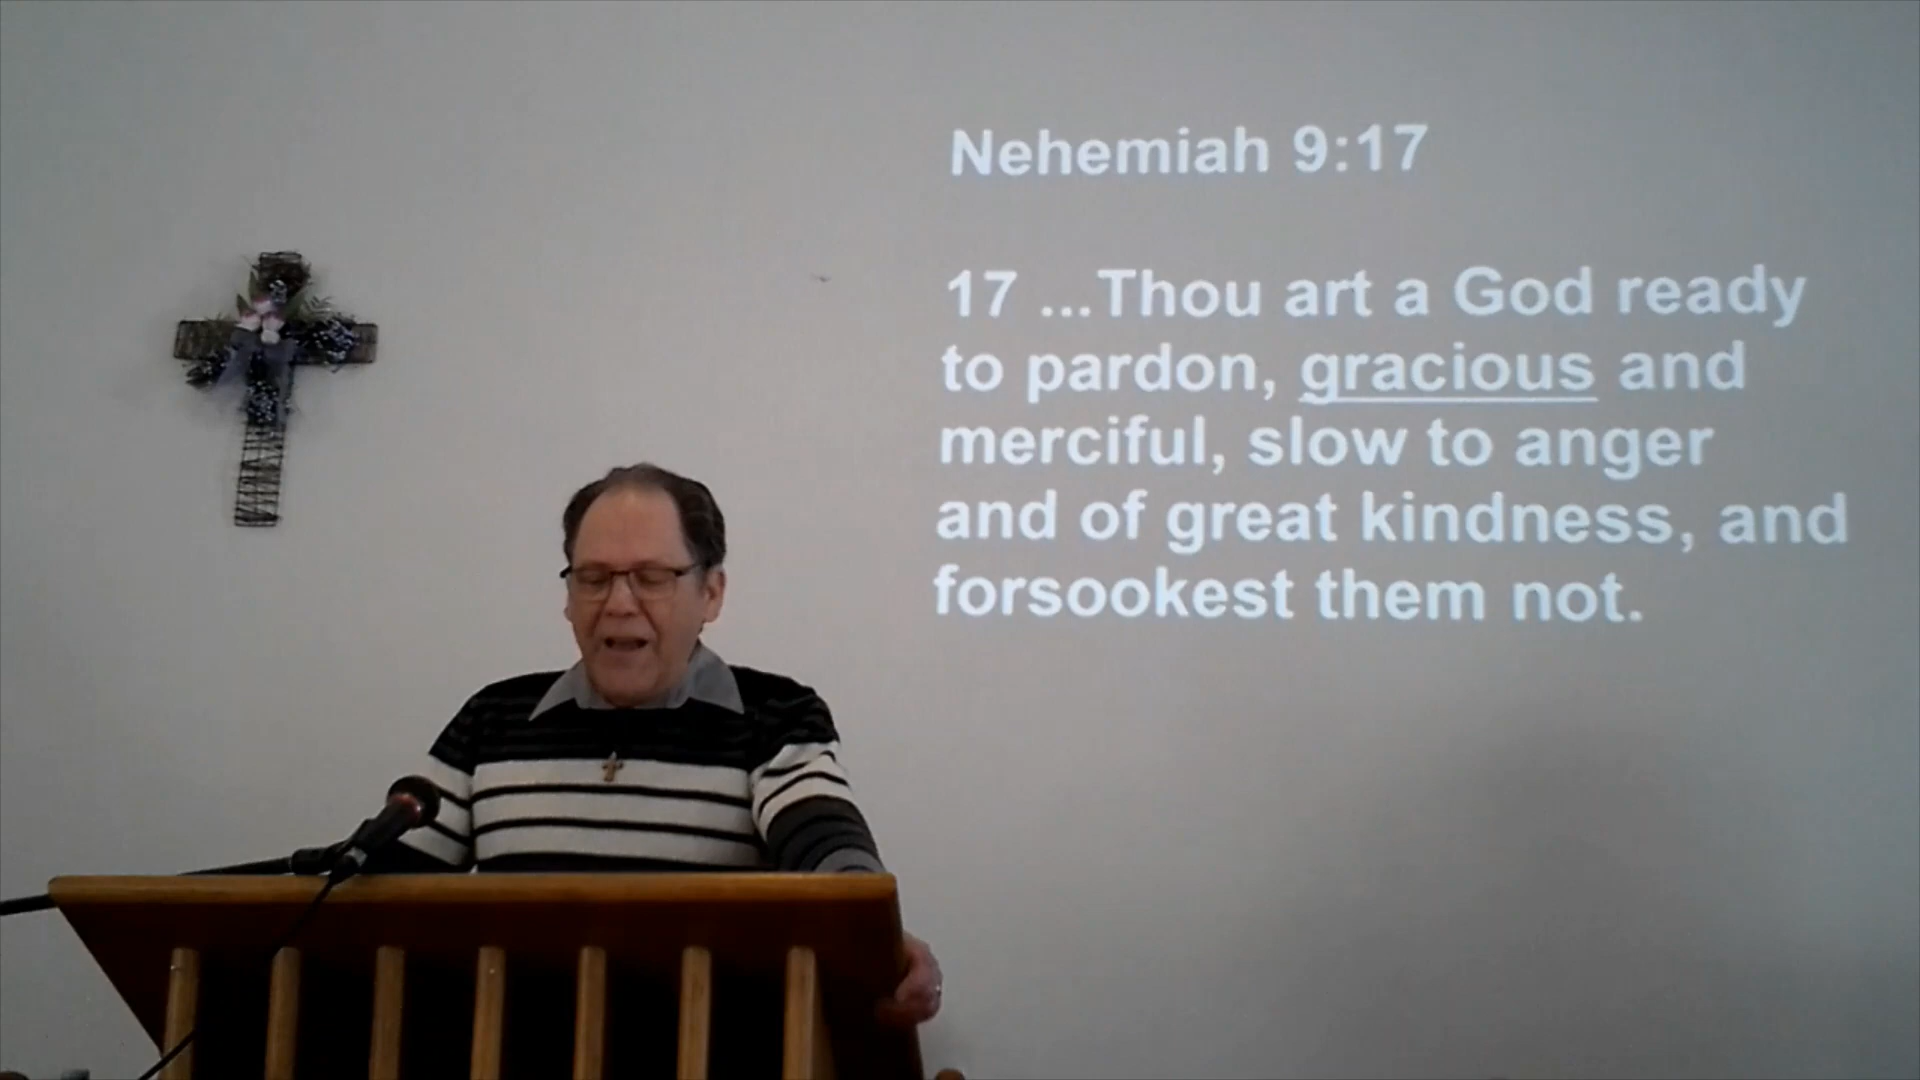 Nehemiah 9:17
17 ...Thou art a God ready
to pardon, gracious and
merciful, slow to anger
and of great kindness, and
forsookest them not.